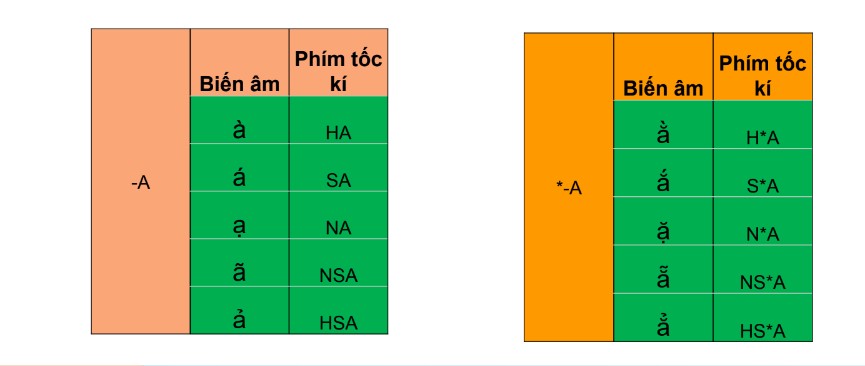 Biến âm
Phím tốc
kí
-A
à
HA
á
SA
ạ
NA
ã
NSA
ả
HSA
Biến âm
Phím tốc
kí
*-A
ằ
H*A
ắ
S*A
ặ
N*A
ẵ
NS*A
ẳ
HS*A